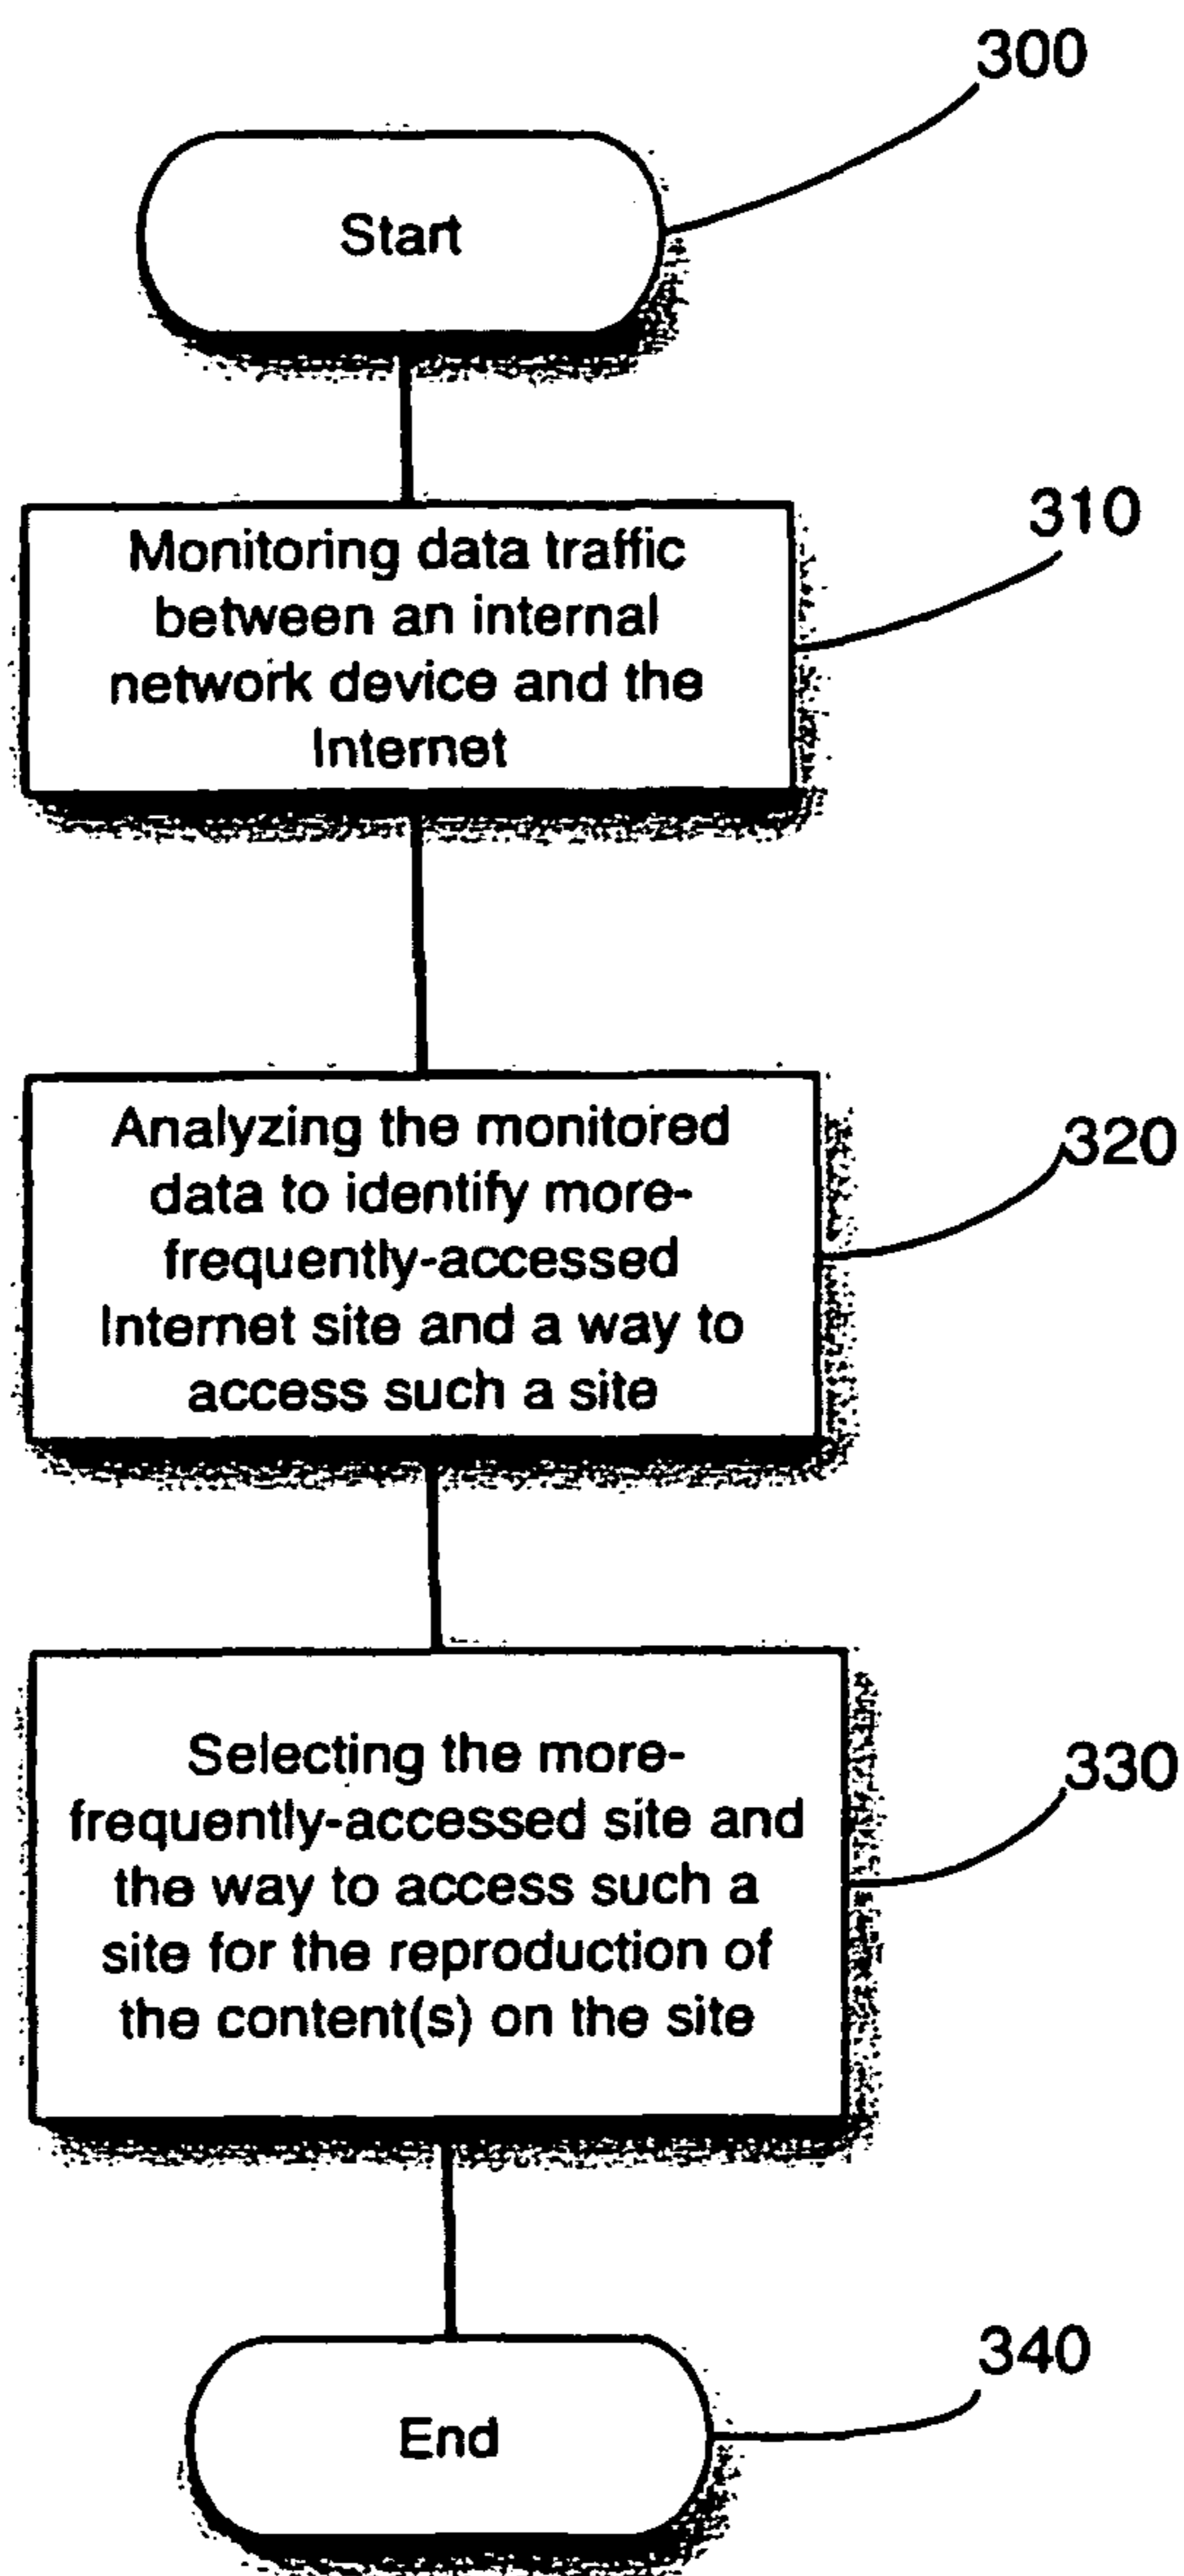 300
Start
310
Monitoring data traffic
between an internal
network device and the
Internet
320
Analyzing the monitored
data to identify more-
frequently-accessed
Internet site and a way to
access such a site
330
Selecting the more-
frequently-accessed site and
the way to access such a
site for the reproduction of
the content(s) on the site
340
End